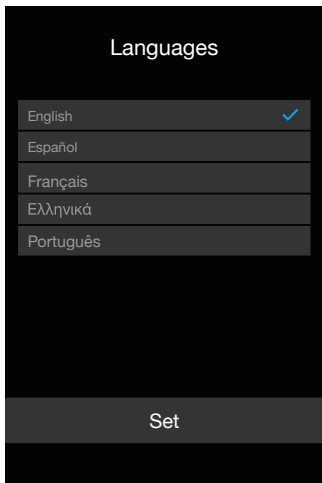 Languages
English
Español
Français
Ελληνικά
Português
Set